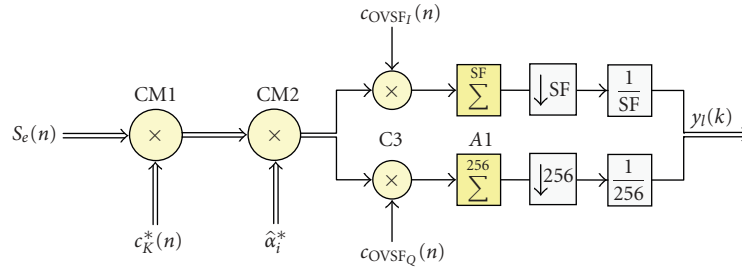 c_OVSF_I(n)
CM1 CM2
× SF ∑ ↓ SF 1/SF
S_e(n) × × C3 A1 y_l(k)
× 256 ∑ ↓ 256 1/256
c*_K(n) α̂*_i c_OVSF_Q(n)